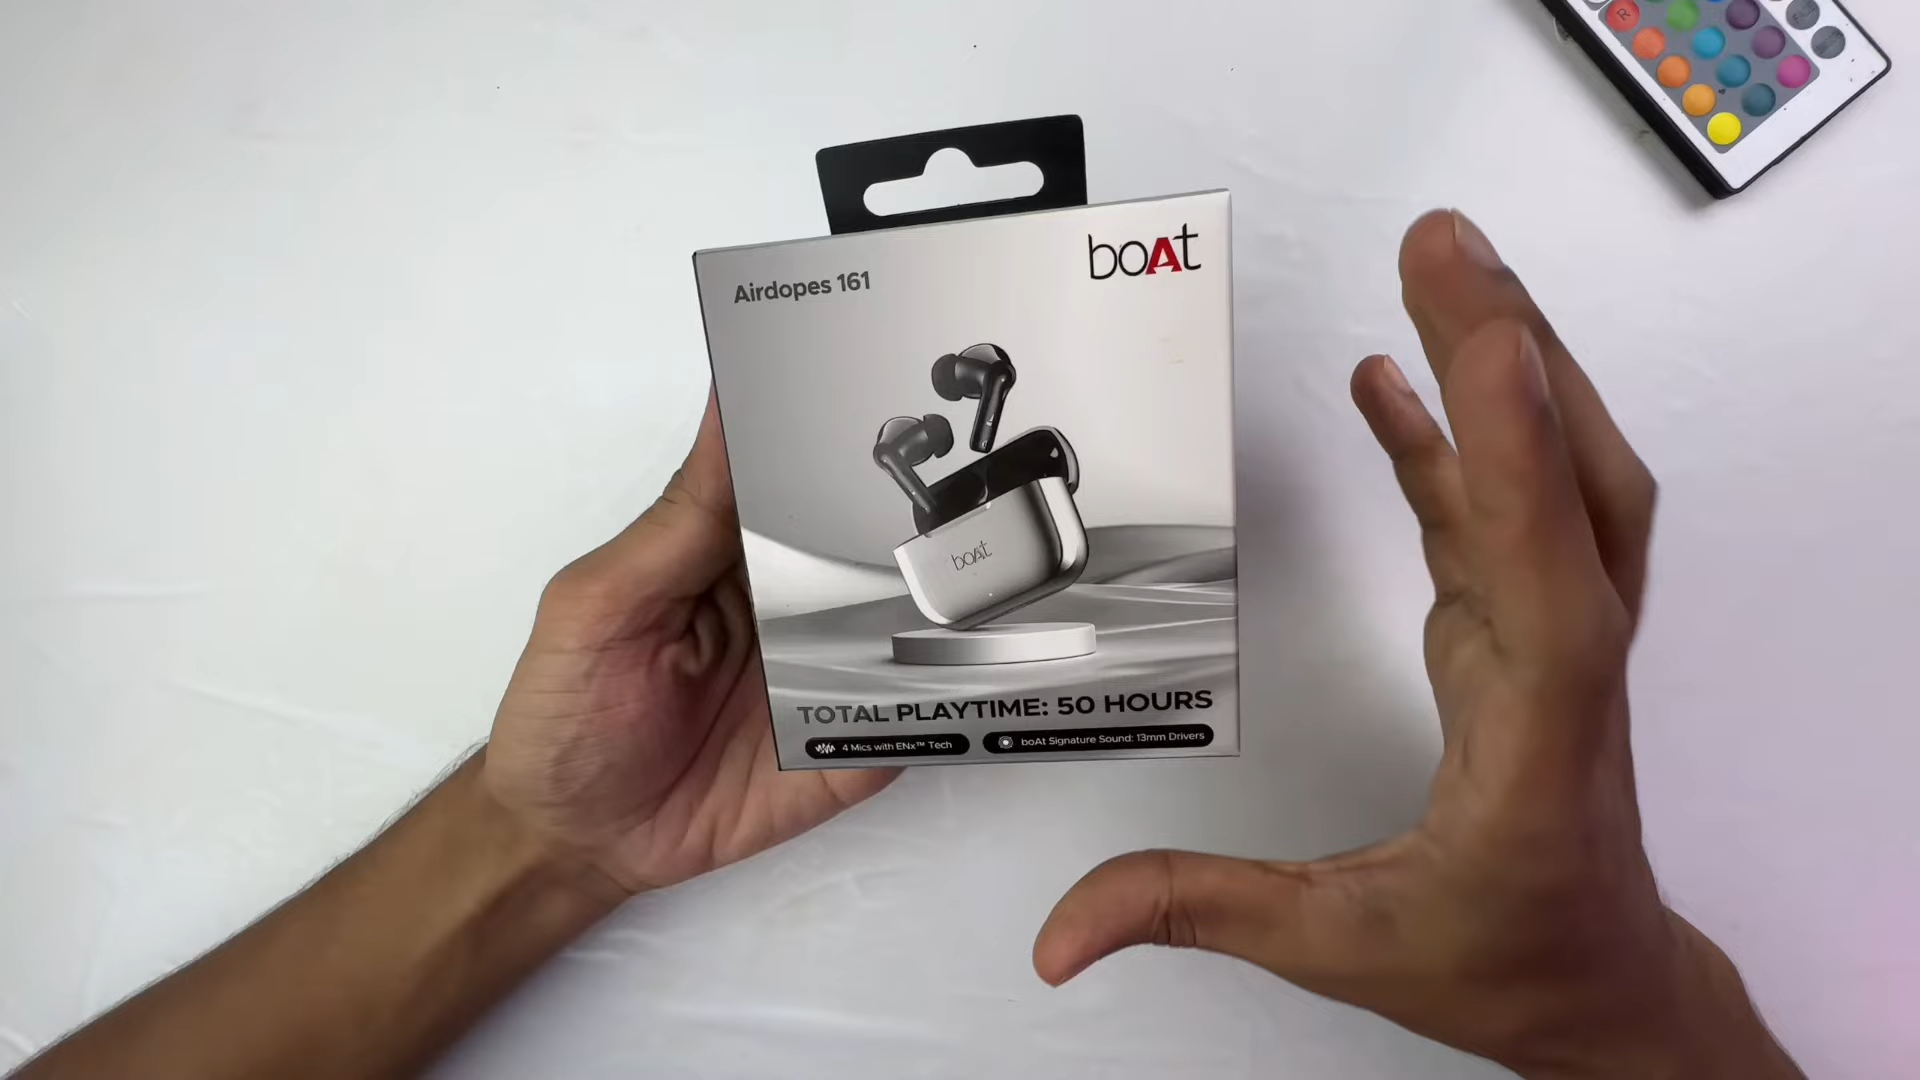 boAt
Airdopes 161
boAt
TOTAL PLAYTIME: 50 HOURS
4 Mics with ENx™ Tech
boAt Signature Sound: 13mm Drivers
R